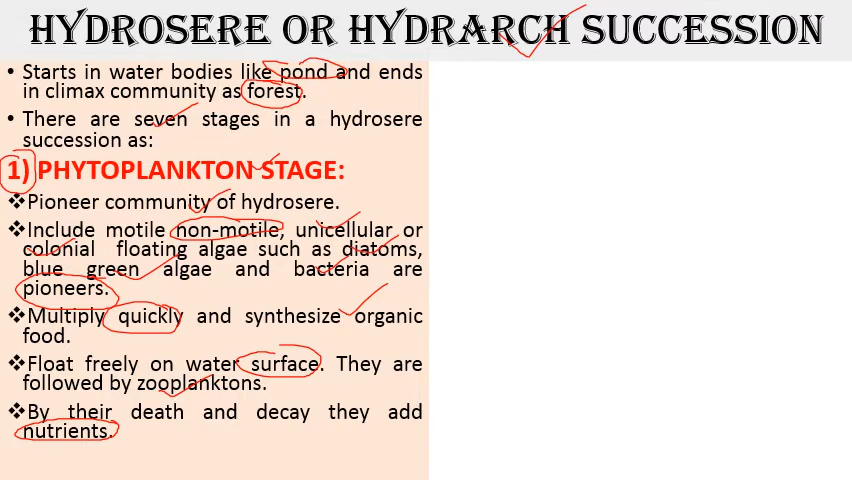 HYDROSERE OR HYDRARCH SUCCESSION
• Starts in water bodies like pond and ends
in climax community as forest.
• There are seven stages in a hydrosere
succession as:
1) PHYTOPLANKTON STAGE:
❖Pioneer community of hydrosere.
❖Include motile non-motile, unicellular or
colonial floating algae such as diatoms,
blue green algae and bacteria are
pioneers.
❖Multiply quickly and synthesize organic
food.
❖Float freely on water surface. They are
followed by zooplanktons.
❖By their death and decay they add
nutrients.